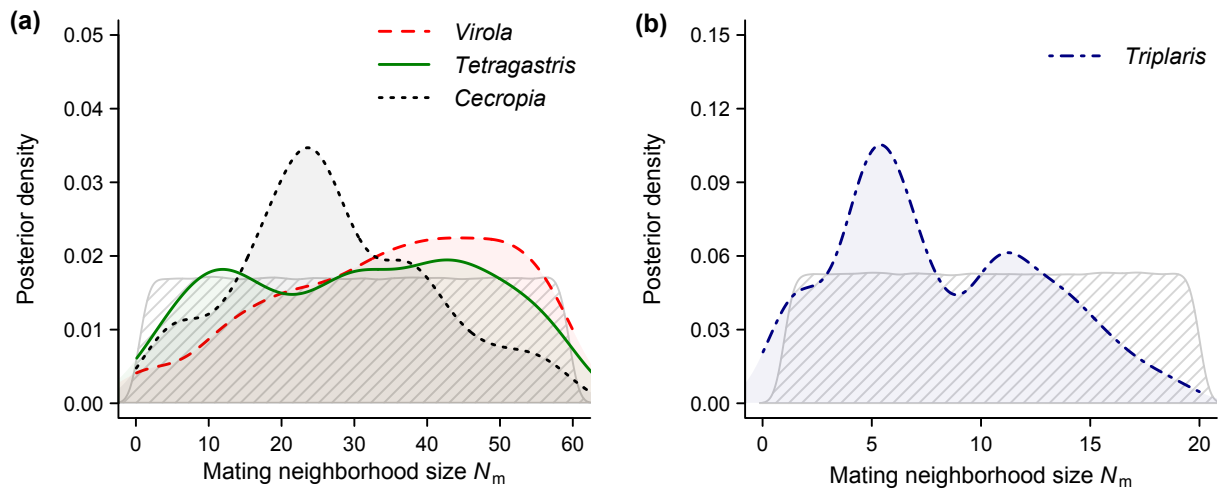 (a)
Virola
Tetragastris
Cecropia
Posterior density
0.05
0.04
0.03
0.02
0.01
0.00
0 10 20 30 40 50 60
Mating neighborhood size Nm
(b)
Triplaris
Posterior density
0.15
0.12
0.09
0.06
0.03
0.00
0 5 10 15 20
Mating neighborhood size Nm